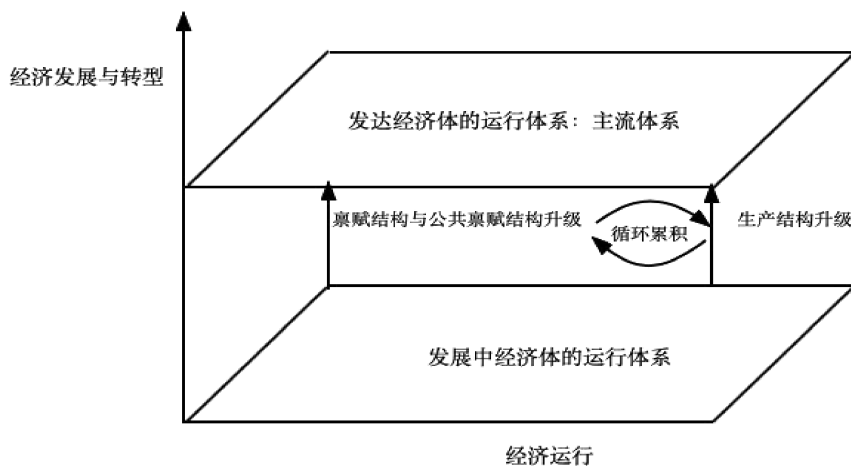 经济发展与转型
发达经济体的运行体系：主流体系
禀赋结构与公共禀赋结构升级
循环累积
生产结构升级
发展中经济体的运行体系
经济运行